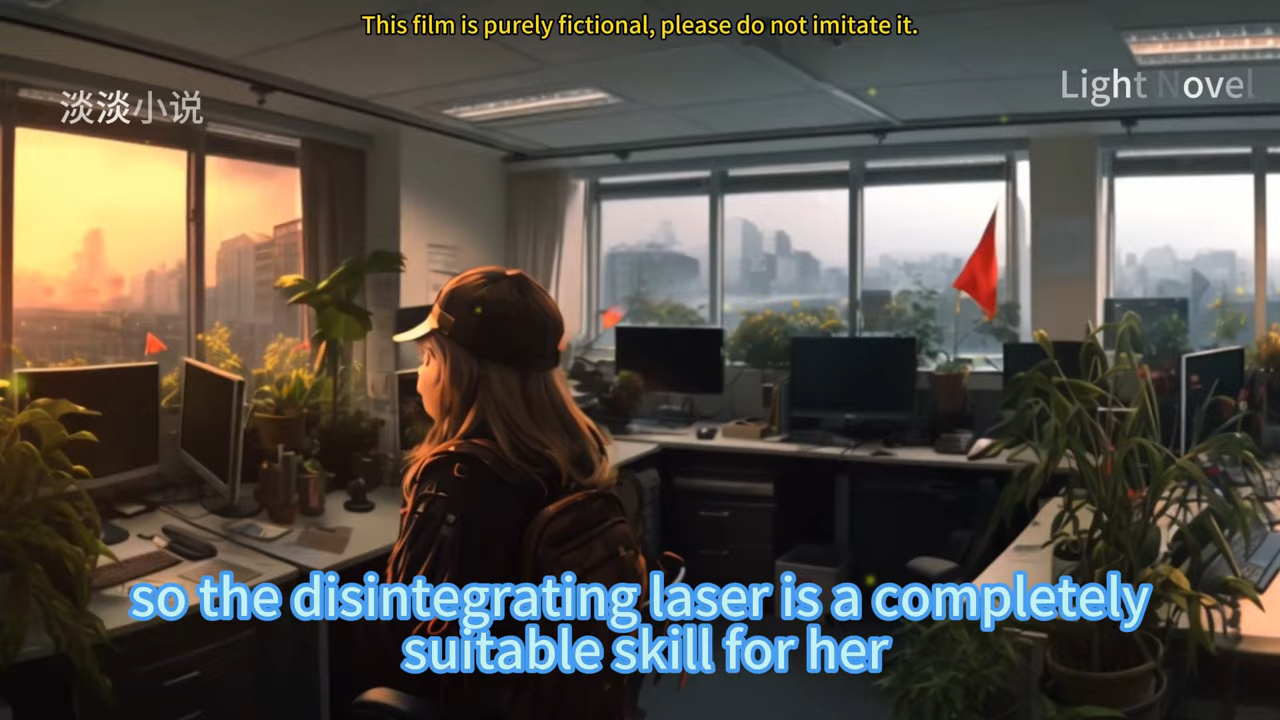 This film is purely fictional, please do not imitate it.
淡淡小说
Light Novel
so the disintegrating laser is a completely
suitable skill for her